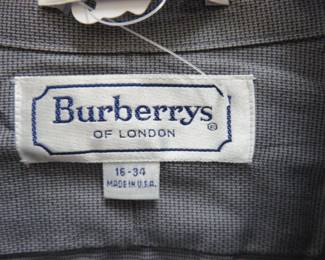 Burberrys®
OF LONDON
16-34
MADE IN U.S.A.